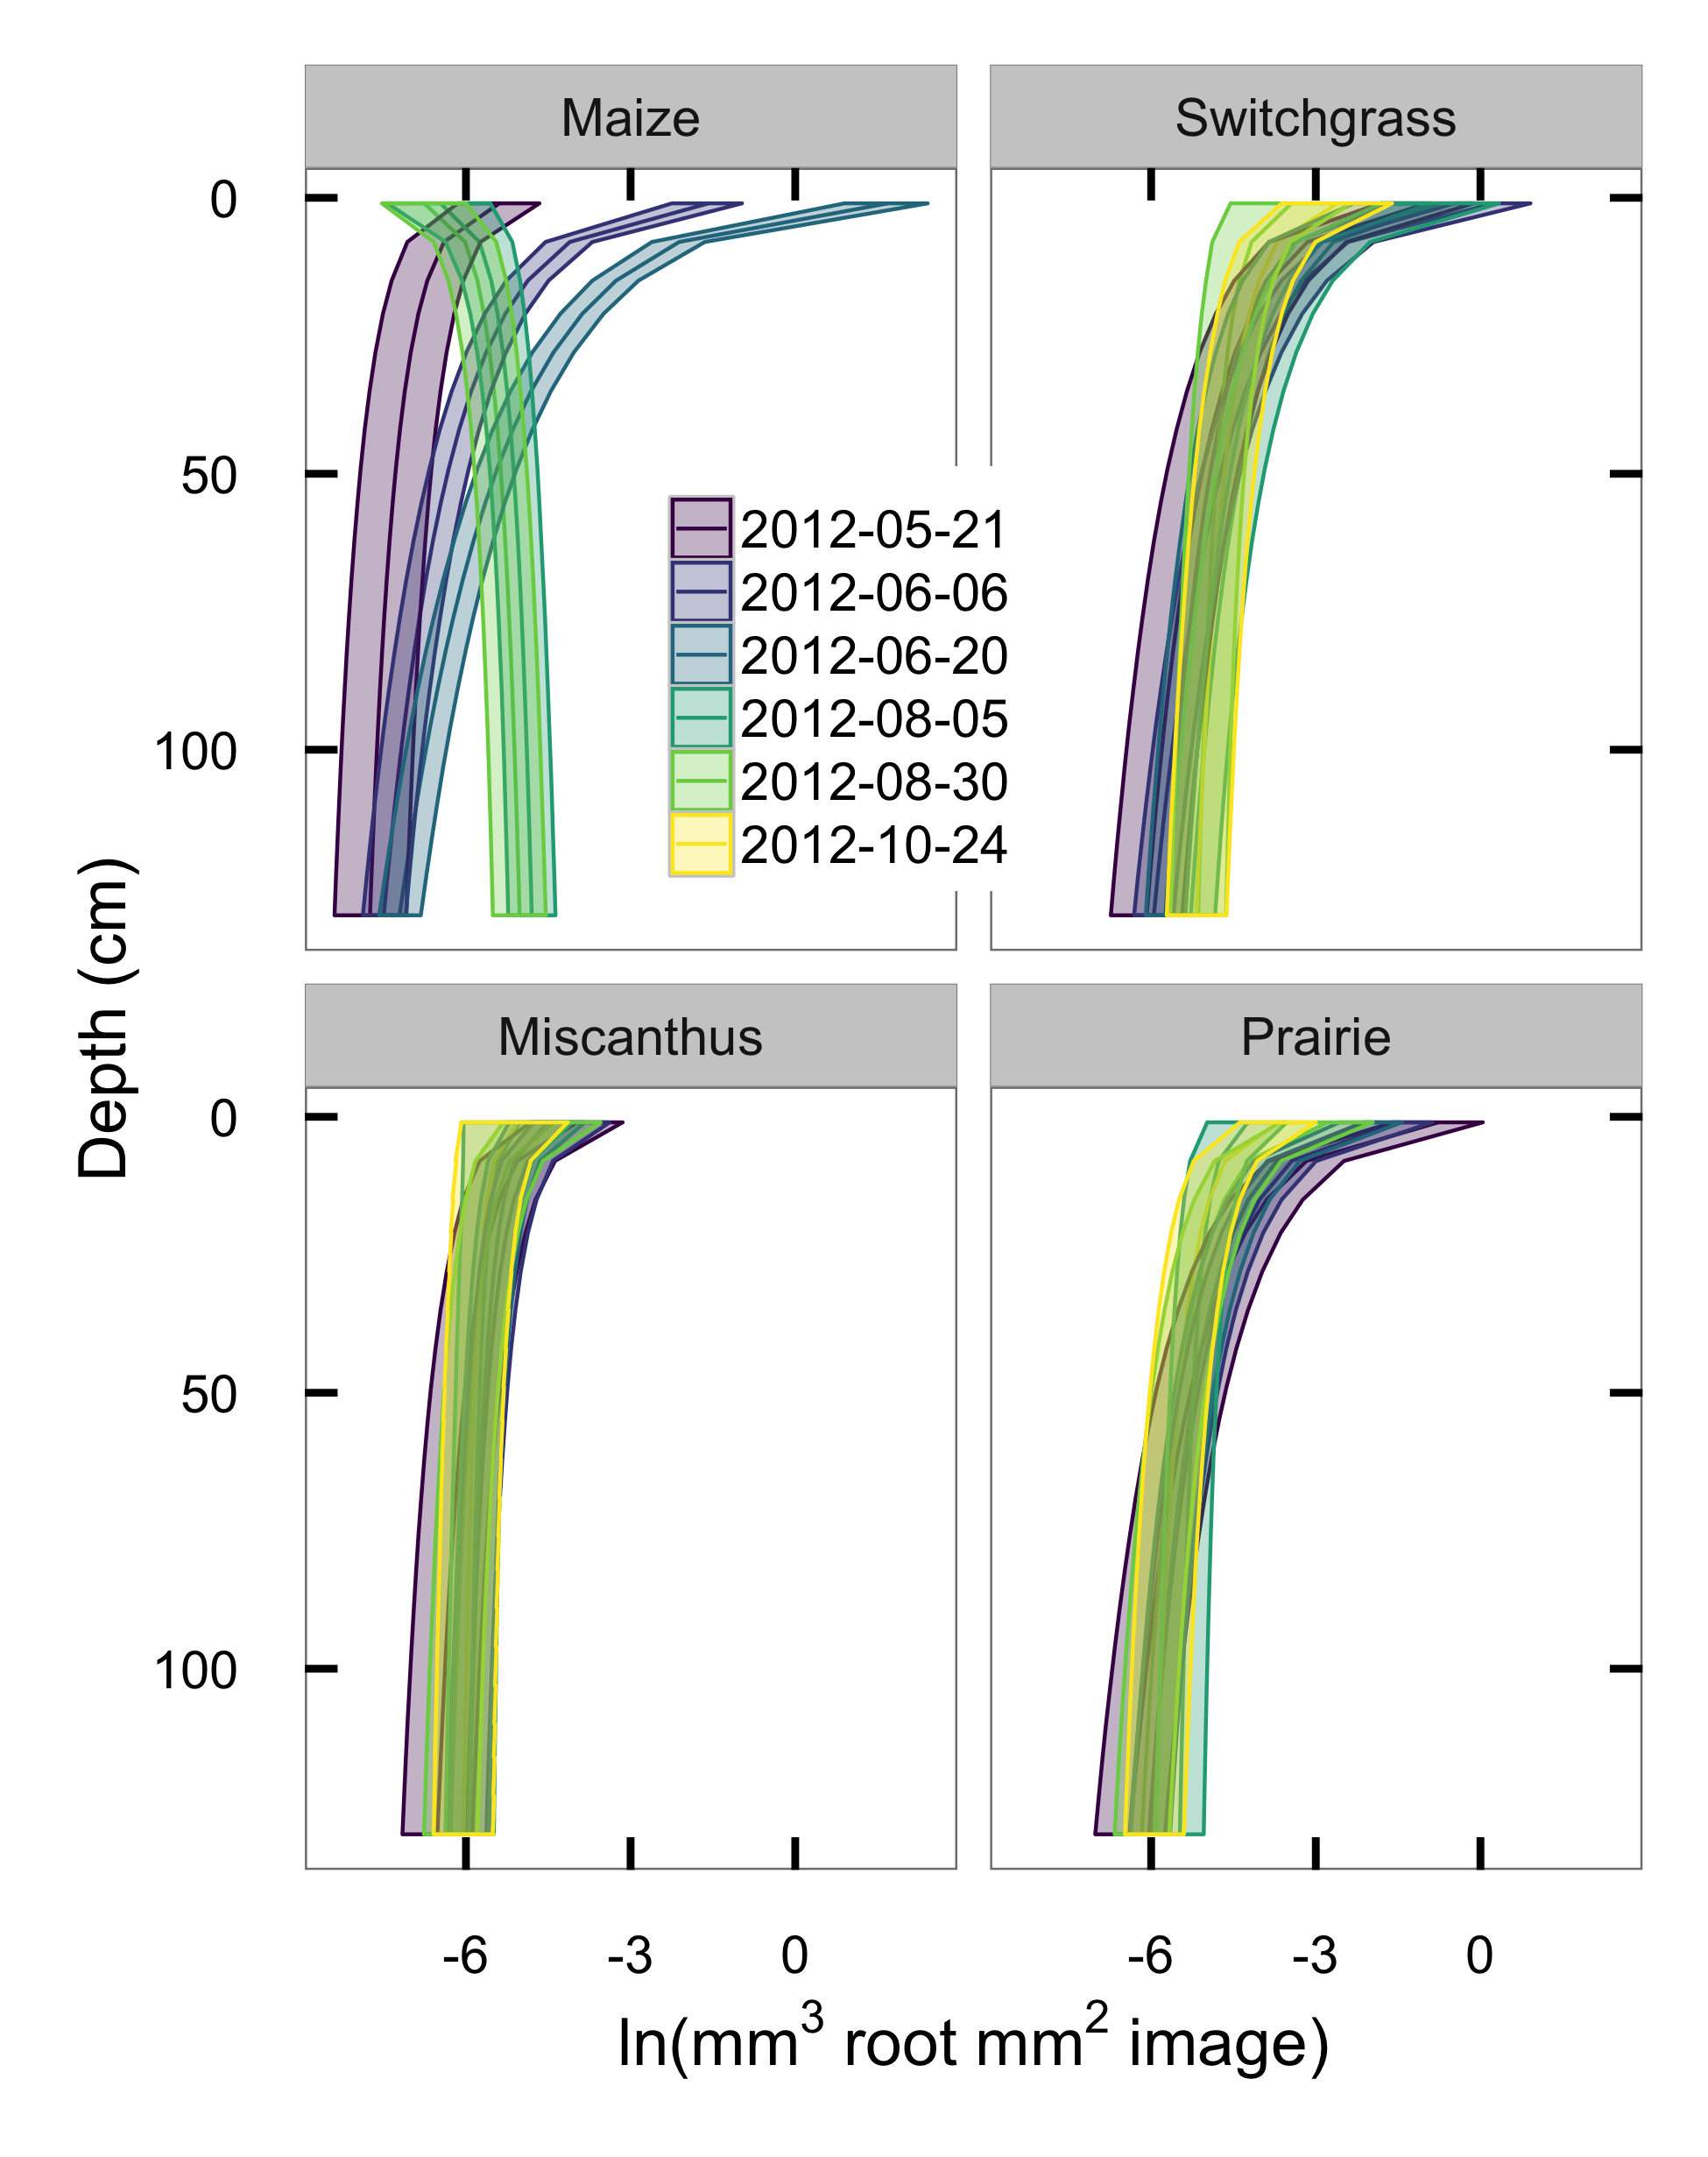 Maize
Switchgrass
0
50
100
2012-05-21
2012-06-06
2012-06-20
2012-08-05
2012-08-30
2012-10-24
Depth (cm)
Miscanthus
Prairie
0
50
100
-6 -3 0 -6 -3 0
ln(mm³ root mm² image)